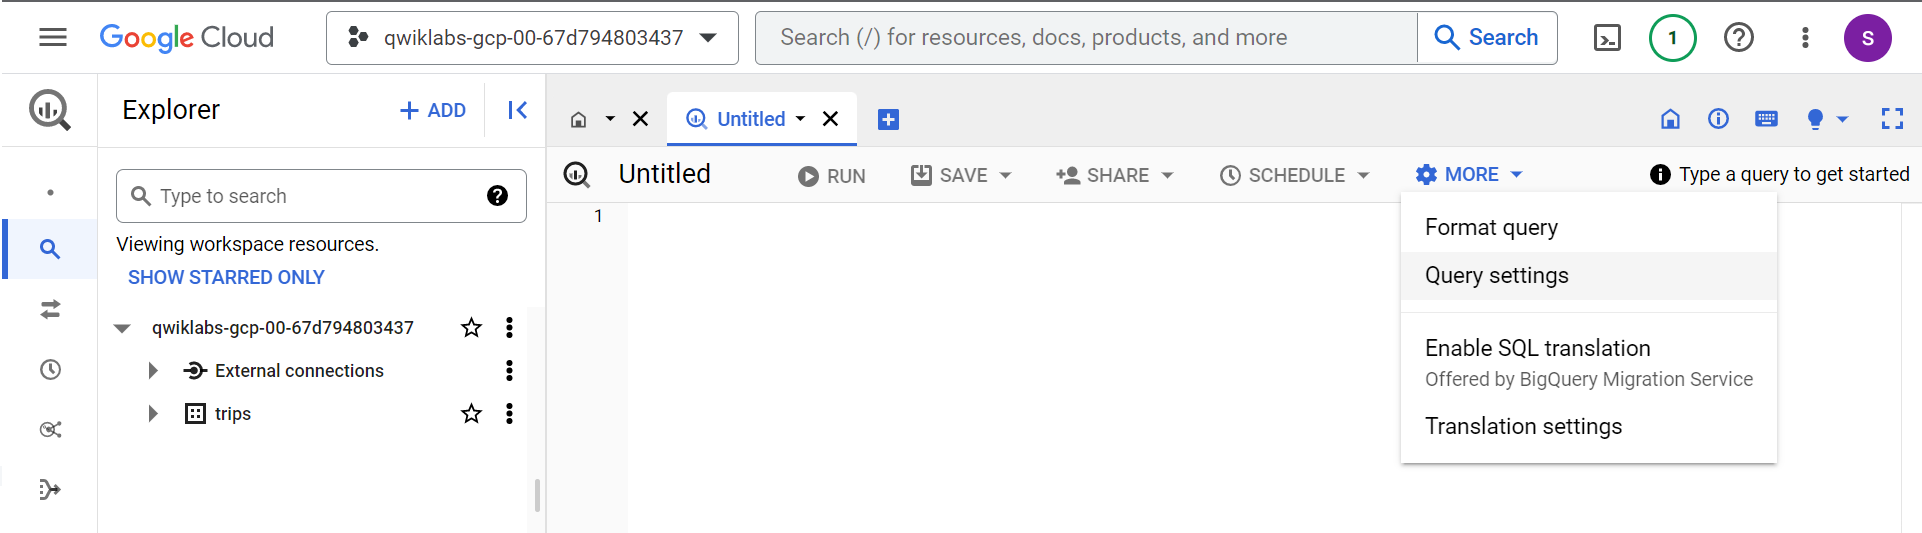 Google Cloud
qwiklabs-gcp-00-67d794803437
Search (/) for resources, docs, products, and more
Search
1
S
Explorer
+ ADD
Untitled
Untitled
RUN
SAVE
SHARE
SCHEDULE
MORE
Type a query to get started
Type to search
1
Viewing workspace resources.
SHOW STARRED ONLY
qwiklabs-gcp-00-67d794803437
External connections
trips
Format query
Query settings
Enable SQL translation
Offered by BigQuery Migration Service
Translation settings